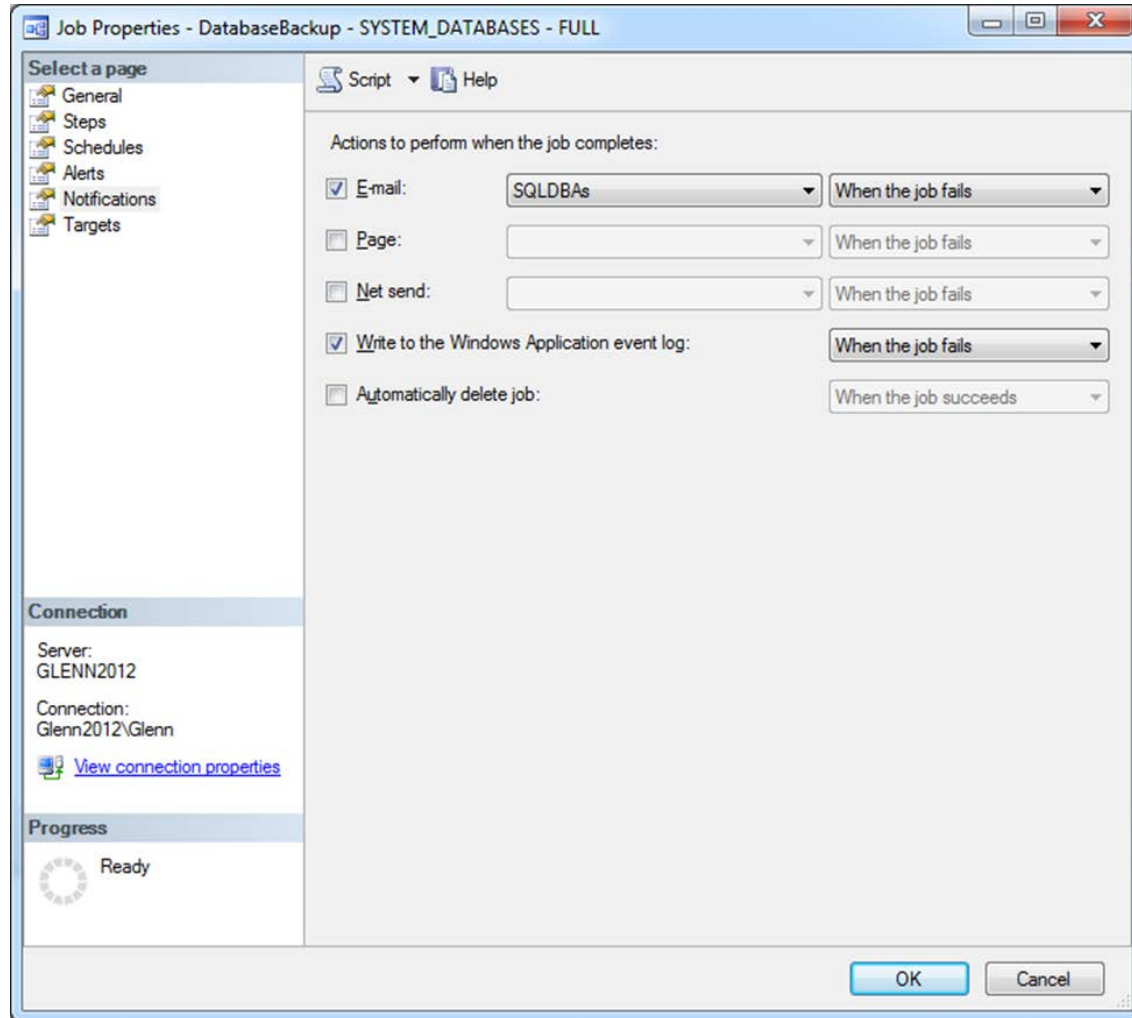 Job Properties - DatabaseBackup - SYSTEM_DATABASES - FULL
Select a page
General
Steps
Schedules
Alerts
Notifications
Targets
Script Help
Actions to perform when the job completes:
E-mail: SQLDBAs When the job fails
Page: When the job fails
Net send: When the job fails
Write to the Windows Application event log: When the job fails
Automatically delete job: When the job succeeds
Connection
Server:
GLENN2012
Connection:
Glenn2012\Glenn
View connection properties
Progress
Ready
OK Cancel